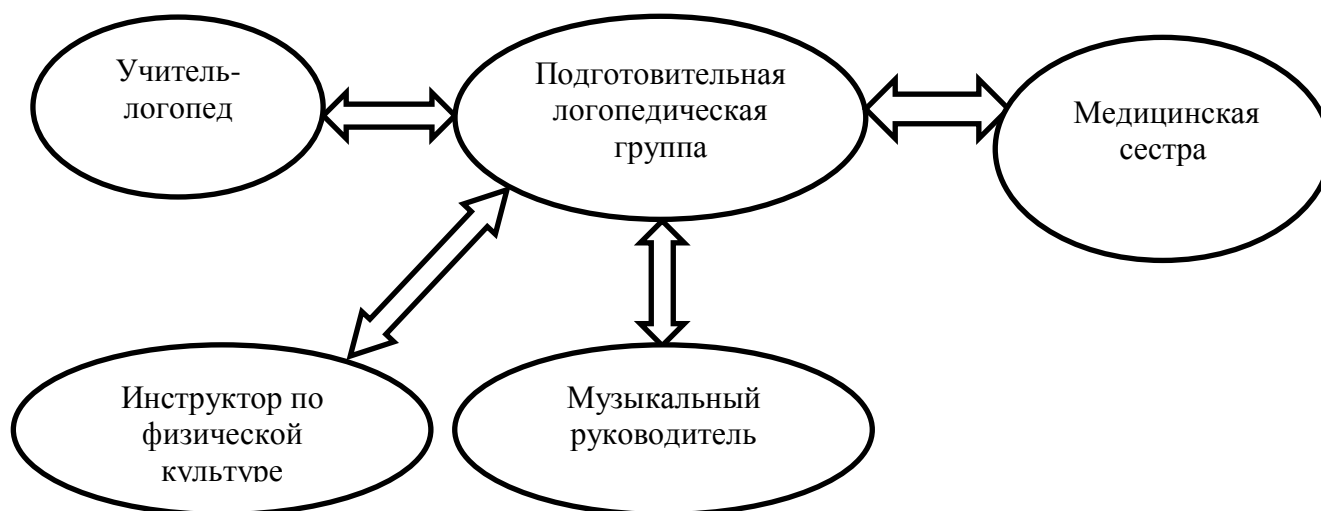 Учитель-
логопед
Подготовительная
логопедическая
группа
Медицинская
сестра
Инструктор по
физической
культуре
Музыкальный
руководитель